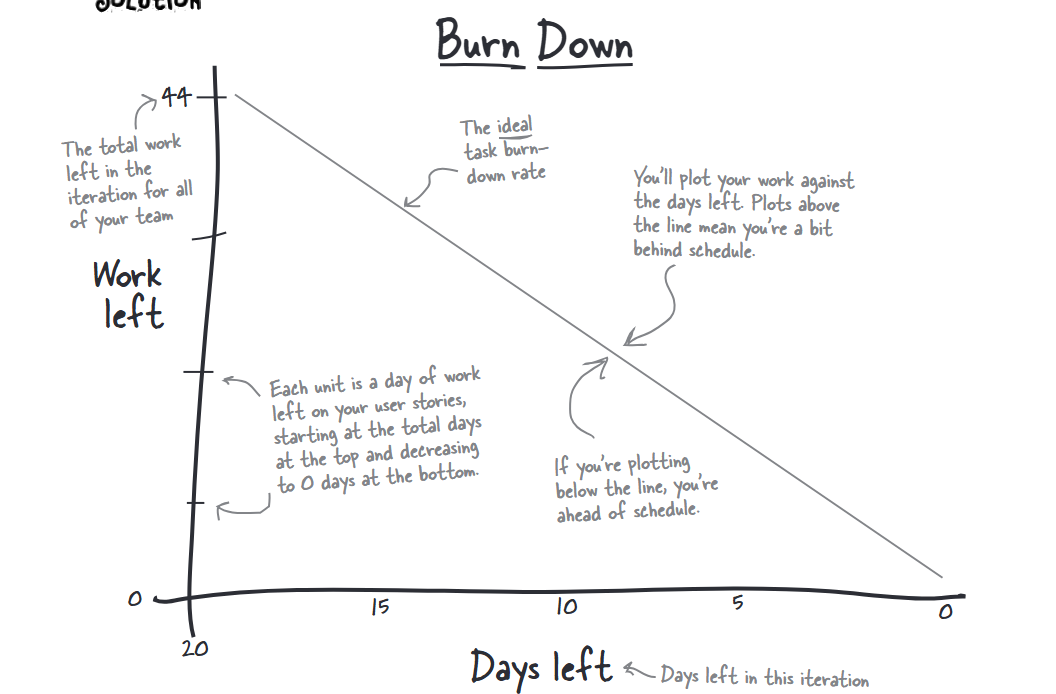 SOLUTION
Burn Down
44
The total work
left in the
iteration for all
of your team
The ideal
task burn-
down rate
You'll plot your work against
the days left. Plots above
the line mean you're a bit
behind schedule.
Work
left
Each unit is a day of work
left on your user stories,
starting at the total days
at the top and decreasing
to 0 days at the bottom.
If you're plotting
below the line, you're
ahead of schedule.
0
20
15
10
5
0
Days left
Days left in this iteration